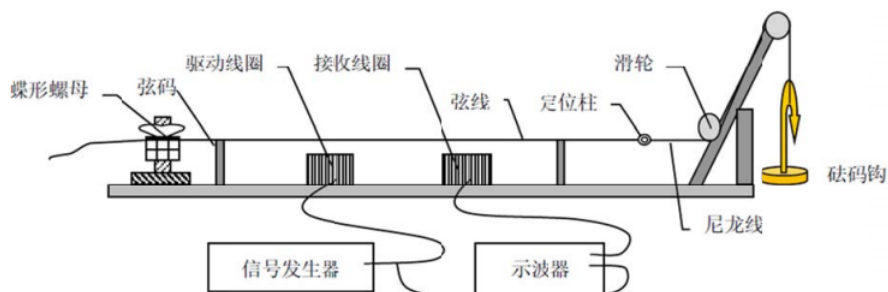 蝶形螺母
弦码
驱动线圈
接收线圈
弦线
定位柱
滑轮
砝码钩
尼龙线
信号发生器
示波器